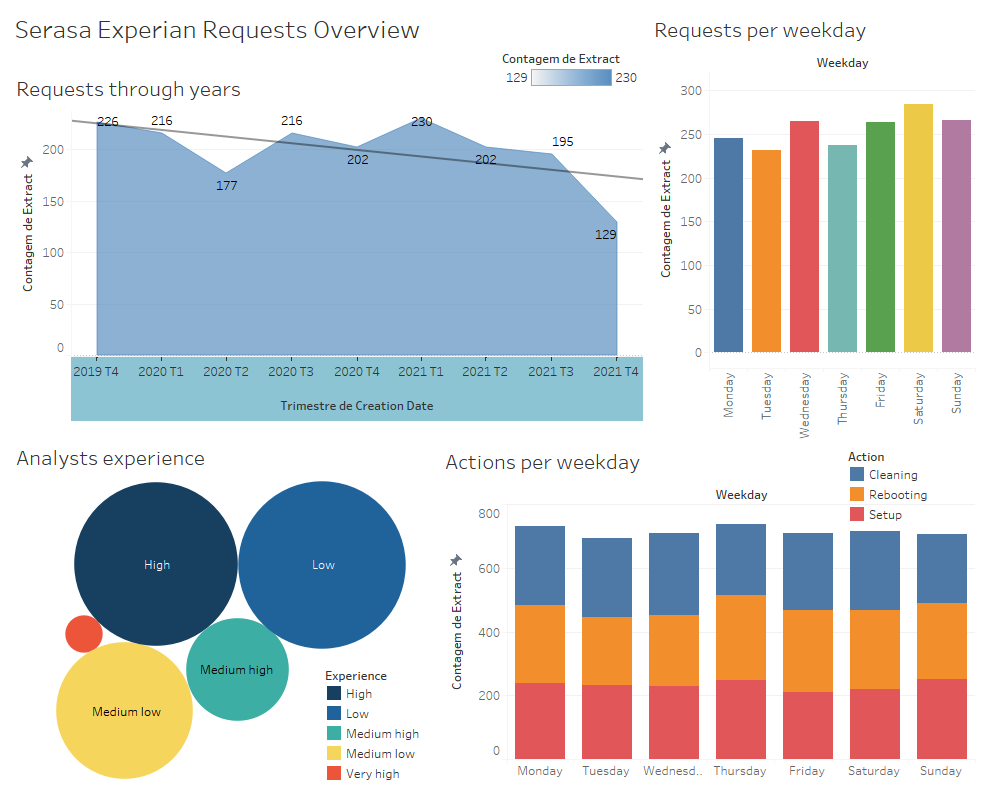 Serasa Experian Requests Overview
Contagem de Extract
129 230
Requests through years
226 216 177 216 202 230 202 195 129
Contagem de Extract
200
150
100
50
0
2019 T4 2020 T1 2020 T2 2020 T3 2020 T4 2021 T1 2021 T2 2021 T3 2021 T4
Trimestre de Creation Date
Requests per weekday
Weekday
Contagem de Extract
300
250
200
150
100
50
0
Monday
Tuesday
Wednesday
Thursday
Friday
Saturday
Sunday
Analysts experience
High
Low
Medium high
Medium low
Experience
High
Low
Medium high
Medium low
Very high
Actions per weekday
Action
Cleaning
Rebooting
Setup
Weekday
Contagem de Extract
800
600
400
200
0
Monday Tuesday Wednesd.. Thursday Friday Saturday Sunday